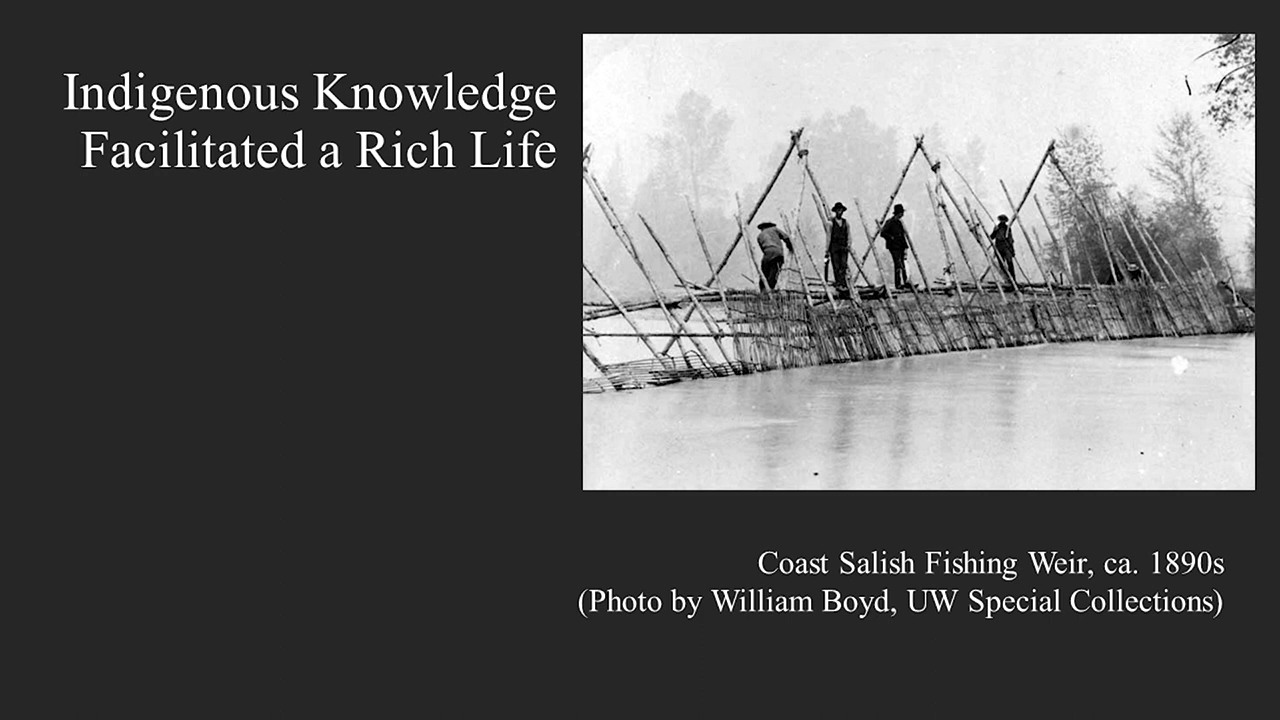 Indigenous Knowledge
Facilitated a Rich Life
Coast Salish Fishing Weir, ca. 1890s
(Photo by William Boyd, UW Special Collections)